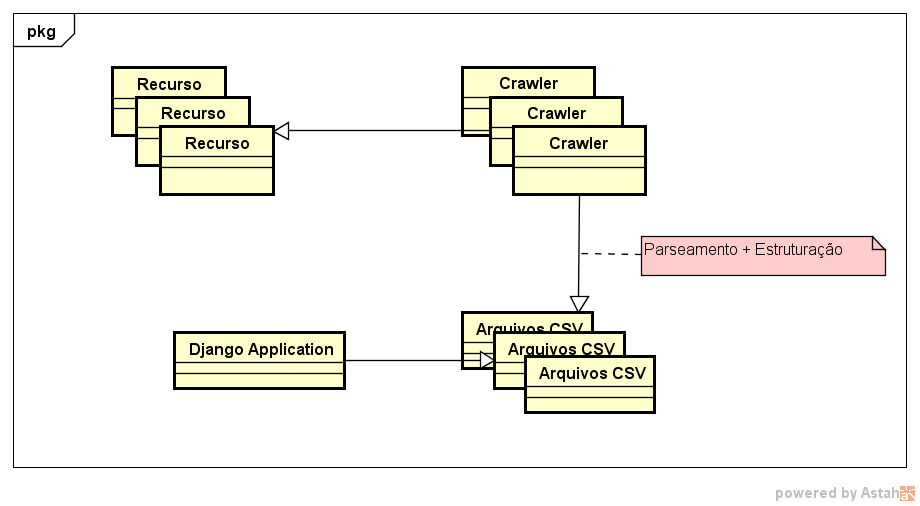 pkg
Recurso
Recurso
Recurso
Crawler
Crawler
Crawler
Parseamento + Estruturação
Django Application
Arquivos CSV
Arquivos CSV
Arquivos CSV
powered by Astah